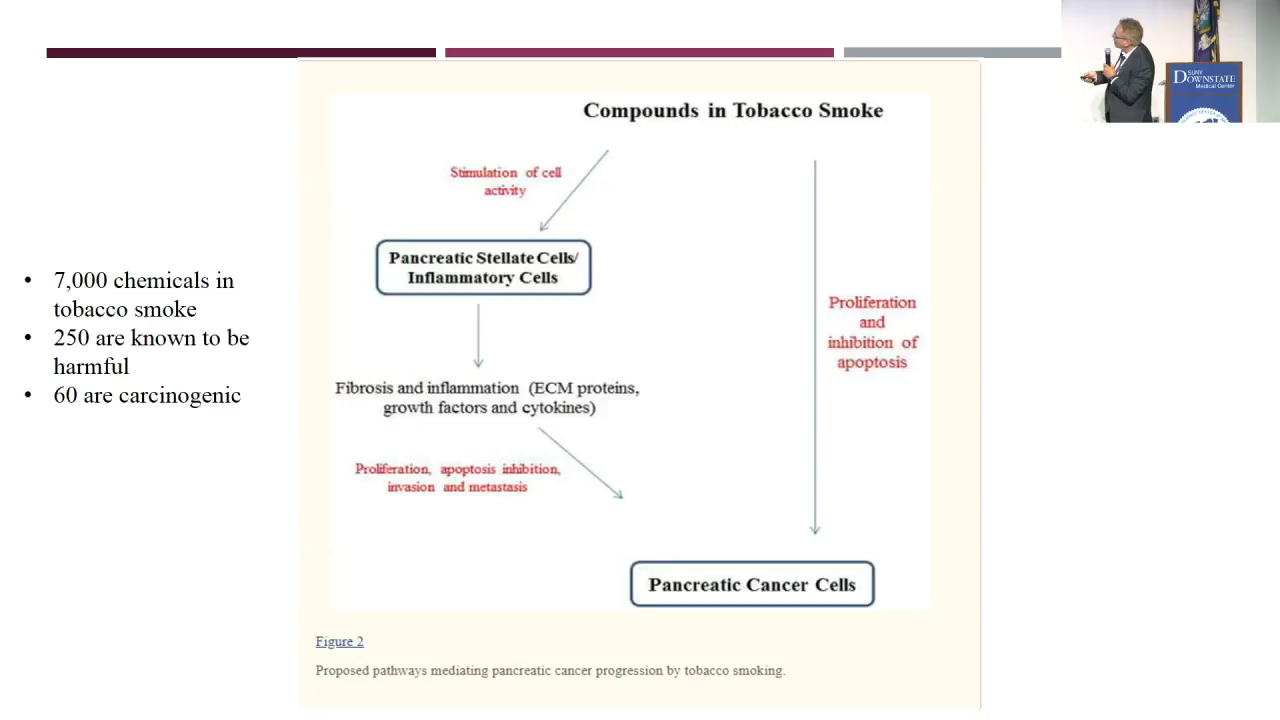 SUNY
DOWNSTATE
Medical Center
Compounds in Tobacco Smoke
Stimulation of cell
activity
Pancreatic Stellate Cells/
Inflammatory Cells
• 7,000 chemicals in
tobacco smoke
• 250 are known to be
harmful
• 60 are carcinogenic
Proliferation
and
inhibition of
apoptosis
Fibrosis and inflammation (ECM proteins,
growth factors and cytokines)
Proliferation, apoptosis inhibition,
invasion and metastasis
Pancreatic Cancer Cells
Figure 2
Proposed pathways mediating pancreatic cancer progression by tobacco smoking.